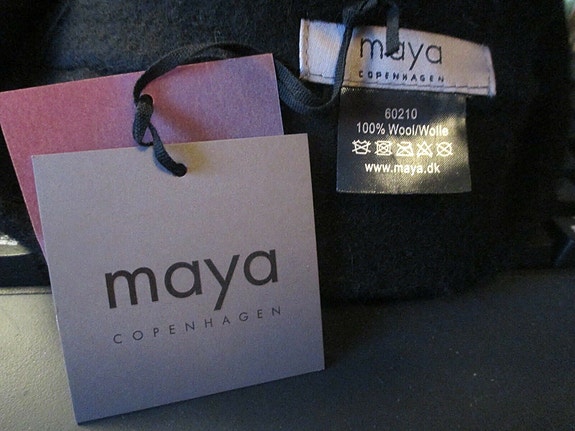 maya
COPENHAGEN
60210
100% Wool/Wolle
www.maya.dk
maya
COPENHAGEN